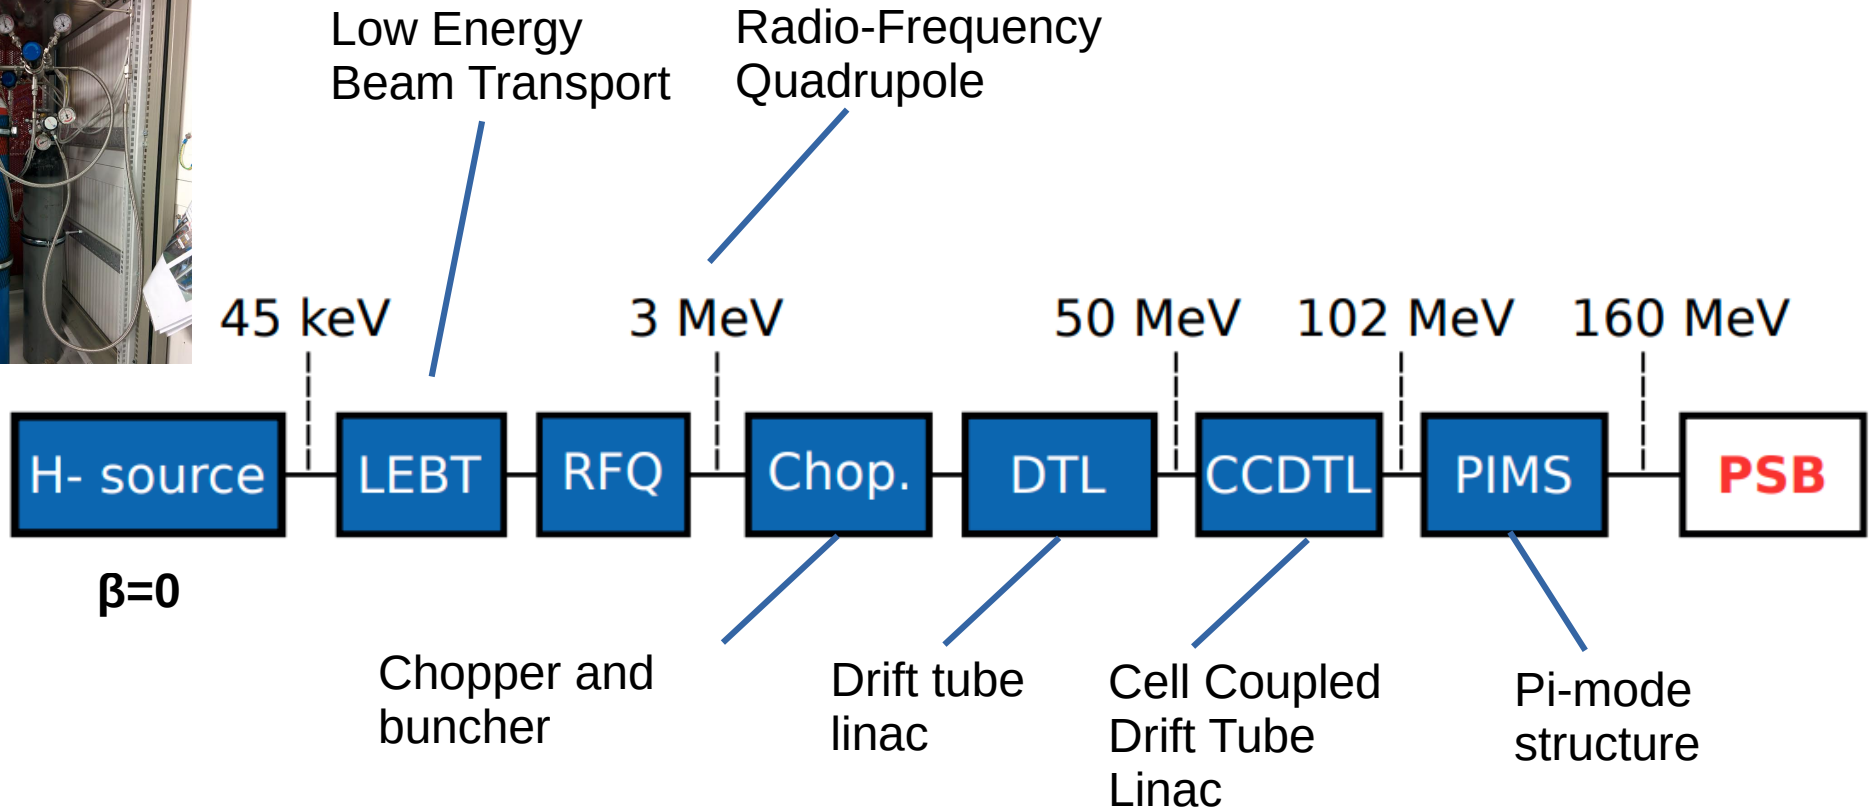 Low Energy
Beam Transport
Radio-Frequency
Quadrupole
45 keV
3 MeV
50 MeV
102 MeV
160 MeV
H- source
LEBT
RFQ
Chop.
DTL
CCDTL
PIMS
PSB
β=0
Chopper and
buncher
Drift tube
linac
Cell Coupled
Drift Tube
Linac
Pi-mode
structure